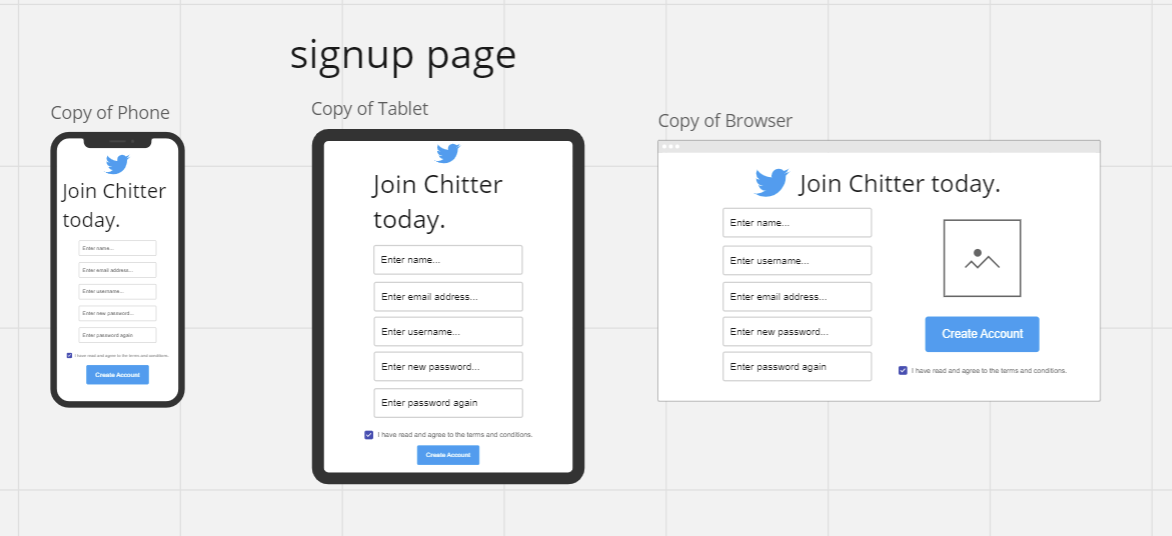 signup page
Copy of Phone
Join Chitter
today.
Enter name...
Enter email address...
Enter username...
Enter new password...
Enter password again
I have read and agree to the terms and conditions.
Create Account
Copy of Tablet
Join Chitter
today.
Enter name...
Enter email address...
Enter username...
Enter new password...
Enter password again
I have read and agree to the terms and conditions.
Create Account
Copy of Browser
Join Chitter today.
Enter name...
Enter username...
Enter email address...
Enter new password...
Enter password again
Create Account
I have read and agree to the terms and conditions.